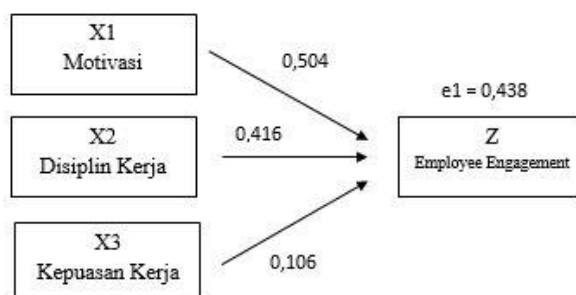 X1
Motivasi
0,504
e1 = 0,438
X2
Disiplin Kerja
0,416
Z
Employee Engagement
X3
Kepuasan Kerja
0,106